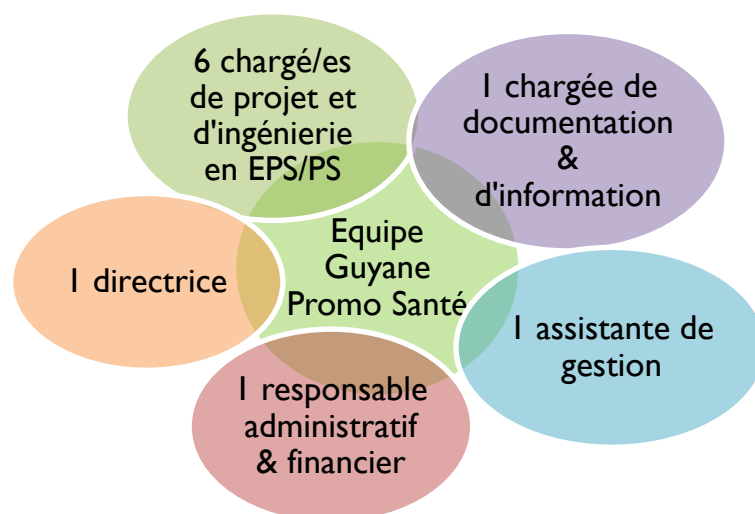 6 chargé/es
de projet et
d'ingénierie
en EPS/PS
1 chargée de
documentation
&
d'information
Equipe
Guyane
Promo Santé
1 directrice
1 assistante de
gestion
1 responsable
administratif
& financier